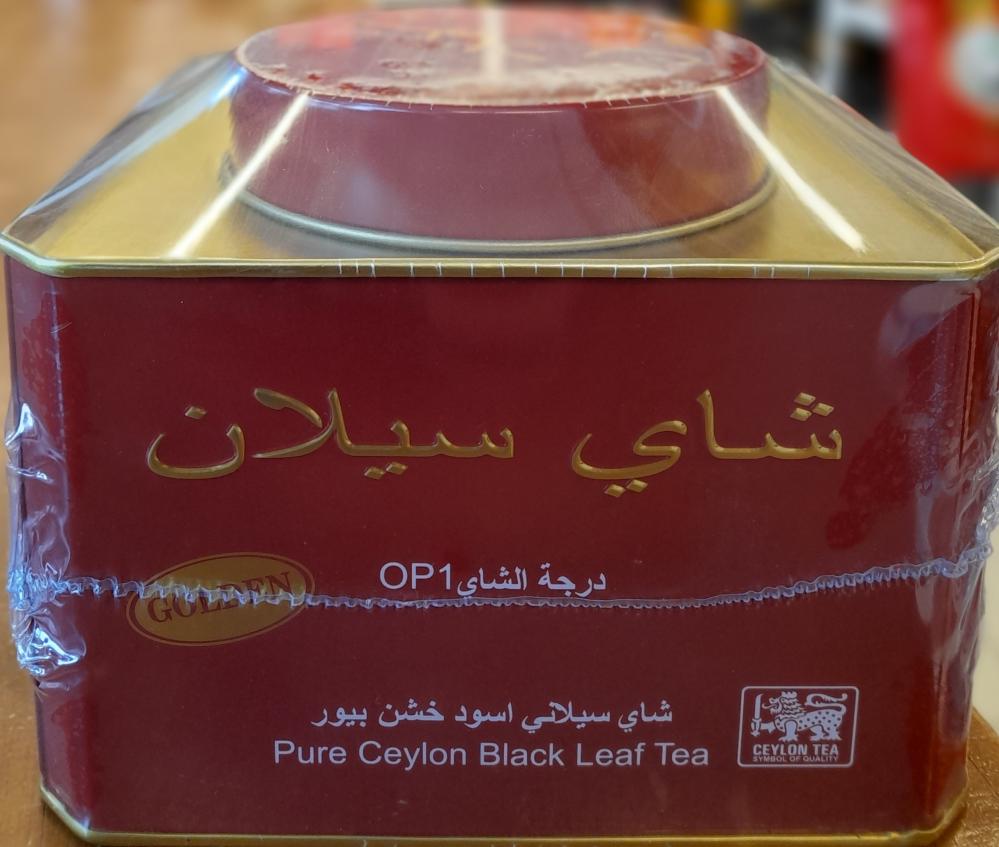 شاي سيلان
درجة الشاي OP1
GOLDEN
شاي سيلاني اسود خشن بيور
Pure Ceylon Black Leaf Tea
CEYLON TEA
SYMBOL OF QUALITY